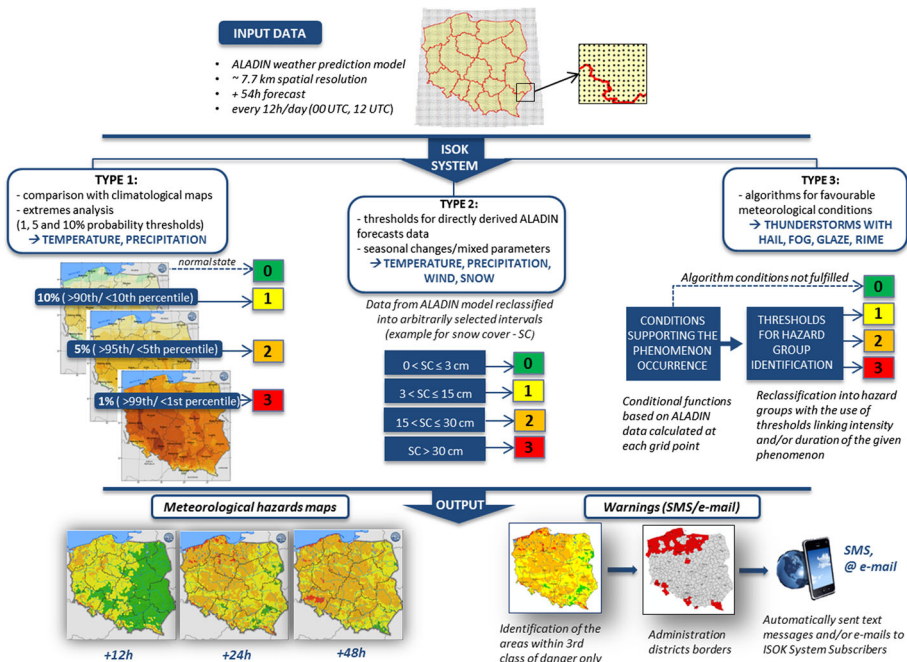 INPUT DATA
• ALADIN weather prediction model
• ~ 7.7 km spatial resolution
• + 54h forecast
• every 12h/day (00 UTC, 12 UTC)
ISOK
SYSTEM
TYPE 1:
- comparison with climatological maps
- extremes analysis
(1, 5 and 10% probability thresholds)
→ TEMPERATURE, PRECIPITATION
normal state
0
10% ( >90th/ <10th percentile)
1
5% ( >95th/ <5th percentile)
2
1% ( >99th/ <1st percentile)
3
TYPE 2:
- thresholds for directly derived ALADIN
forecasts data
- seasonal changes/mixed parameters
→ TEMPERATURE, PRECIPITATION,
WIND, SNOW
Data from ALADIN model reclassified
into arbitrarily selected intervals
(example for snow cover - SC)
0 < SC ≤ 3 cm
0
3 < SC ≤ 15 cm
1
15 < SC ≤ 30 cm
2
SC > 30 cm
3
TYPE 3:
- algorithms for favourable
meteorological conditions
→ THUNDERSTORMS WITH
HAIL, FOG, GLAZE, RIME
Algorithm conditions not fulfilled
0
CONDITIONS
SUPPORTING THE
PHENOMENON
OCCURRENCE
THRESHOLDS
FOR HAZARD
GROUP
IDENTIFICATION
1
2
3
Conditional functions
based on ALADIN
data calculated at
each grid point
Reclassification into hazard
groups with the use of
thresholds linking intensity
and/or duration of the given
phenomenon
OUTPUT
Meteorological hazards maps
+12h
+24h
+48h
Warnings (SMS/e-mail)
Identification of the
areas within 3rd
class of danger only
Administration
districts borders
SMS,
@ e-mail
Automatically sent text
messages and/or e-mails to
ISOK System Subscribers